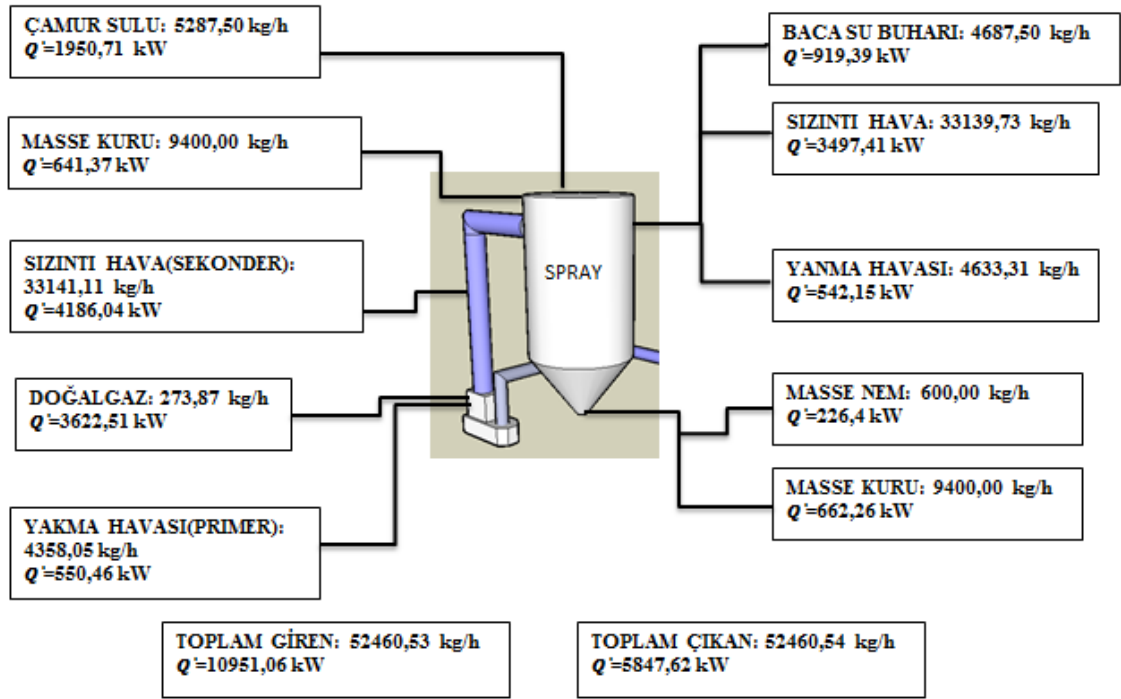 ÇAMUR SULU: 5287,50 kg/h
Q˙=1950,71 kW
MASSE KURU: 9400,00 kg/h
Q˙=641,37 kW
SIZINTI HAVA(SEKONDER):
33141,11 kg/h
Q˙=4186,04 kW
DOĞALGAZ: 273,87 kg/h
Q˙=3622,51 kW
YAKMA HAVASI(PRIMER):
4358,05 kg/h
Q˙=550,46 kW
SPRAY
BACA SU BUHARI: 4687,50 kg/h
Q˙=919,39 kW
SIZINTI HAVA: 33139,73 kg/h
Q˙=3497,41 kW
YANMA HAVASI: 4633,31 kg/h
Q˙=542,15 kW
MASSE NEM: 600,00 kg/h
Q˙=226,4 kW
MASSE KURU: 9400,00 kg/h
Q˙=662,26 kW
TOPLAM GİREN: 52460,53 kg/h
Q˙=10951,06 kW
TOPLAM ÇIKAN: 52460,54 kg/h
Q˙=5847,62 kW